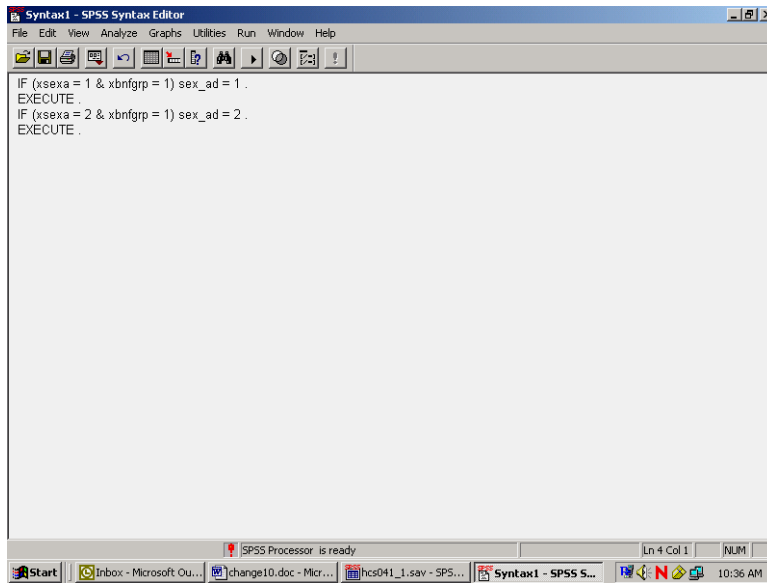 Syntax1 - SPSS Syntax Editor
File Edit View Analyze Graphs Utilities Run Window Help
IF (xsexa = 1 & xbnfgrp = 1) sex_ad = 1 .
EXECUTE .
IF (xsexa = 2 & xbnfgrp = 1) sex_ad = 2 .
EXECUTE .
SPSS Processor is ready
Ln 4 Col 1
NUM
Start
Inbox - Microsoft Ou...
change10.doc - Micr...
hcs041_1.sav - SPS...
Syntax1 - SPSS S...
10:36 AM